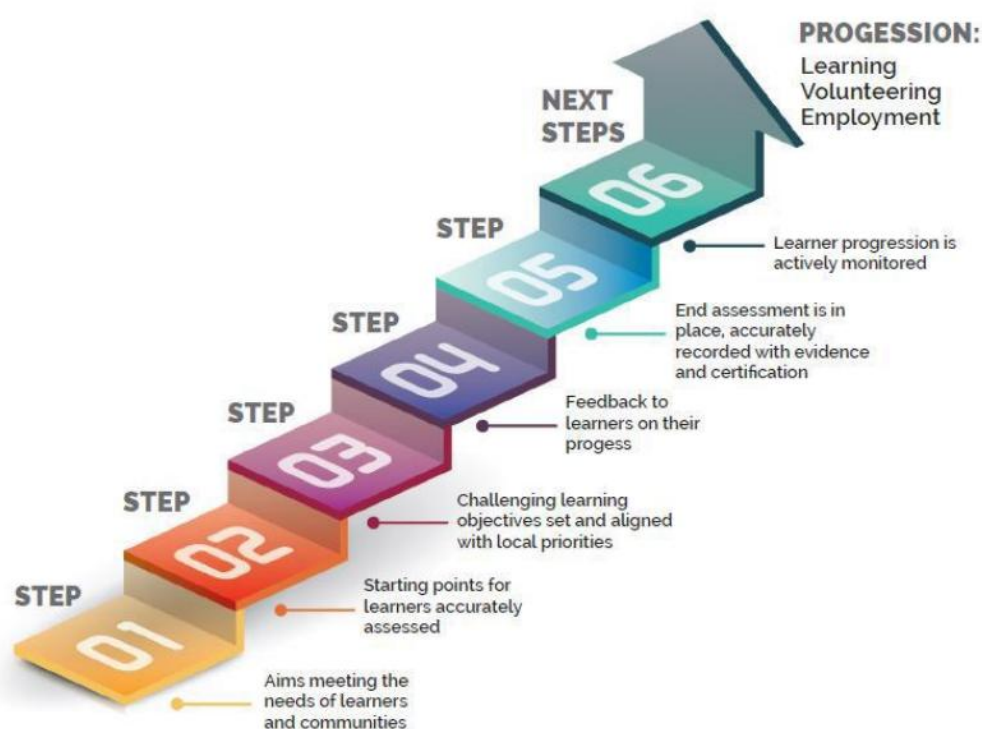 PROGESSION:
Learning
Volunteering
Employment
NEXT
STEPS
06
Learner progression is
actively monitored
STEP
05
End assessment is in
place, accurately
recorded with evidence
and certification
STEP
04
Feedback to
learners on their
progess
STEP
03
Challenging learning
objectives set and aligned
with local priorities
STEP
02
Starting points for
learners accurately
assessed
STEP
01
Aims meeting the
needs of learners
and communities